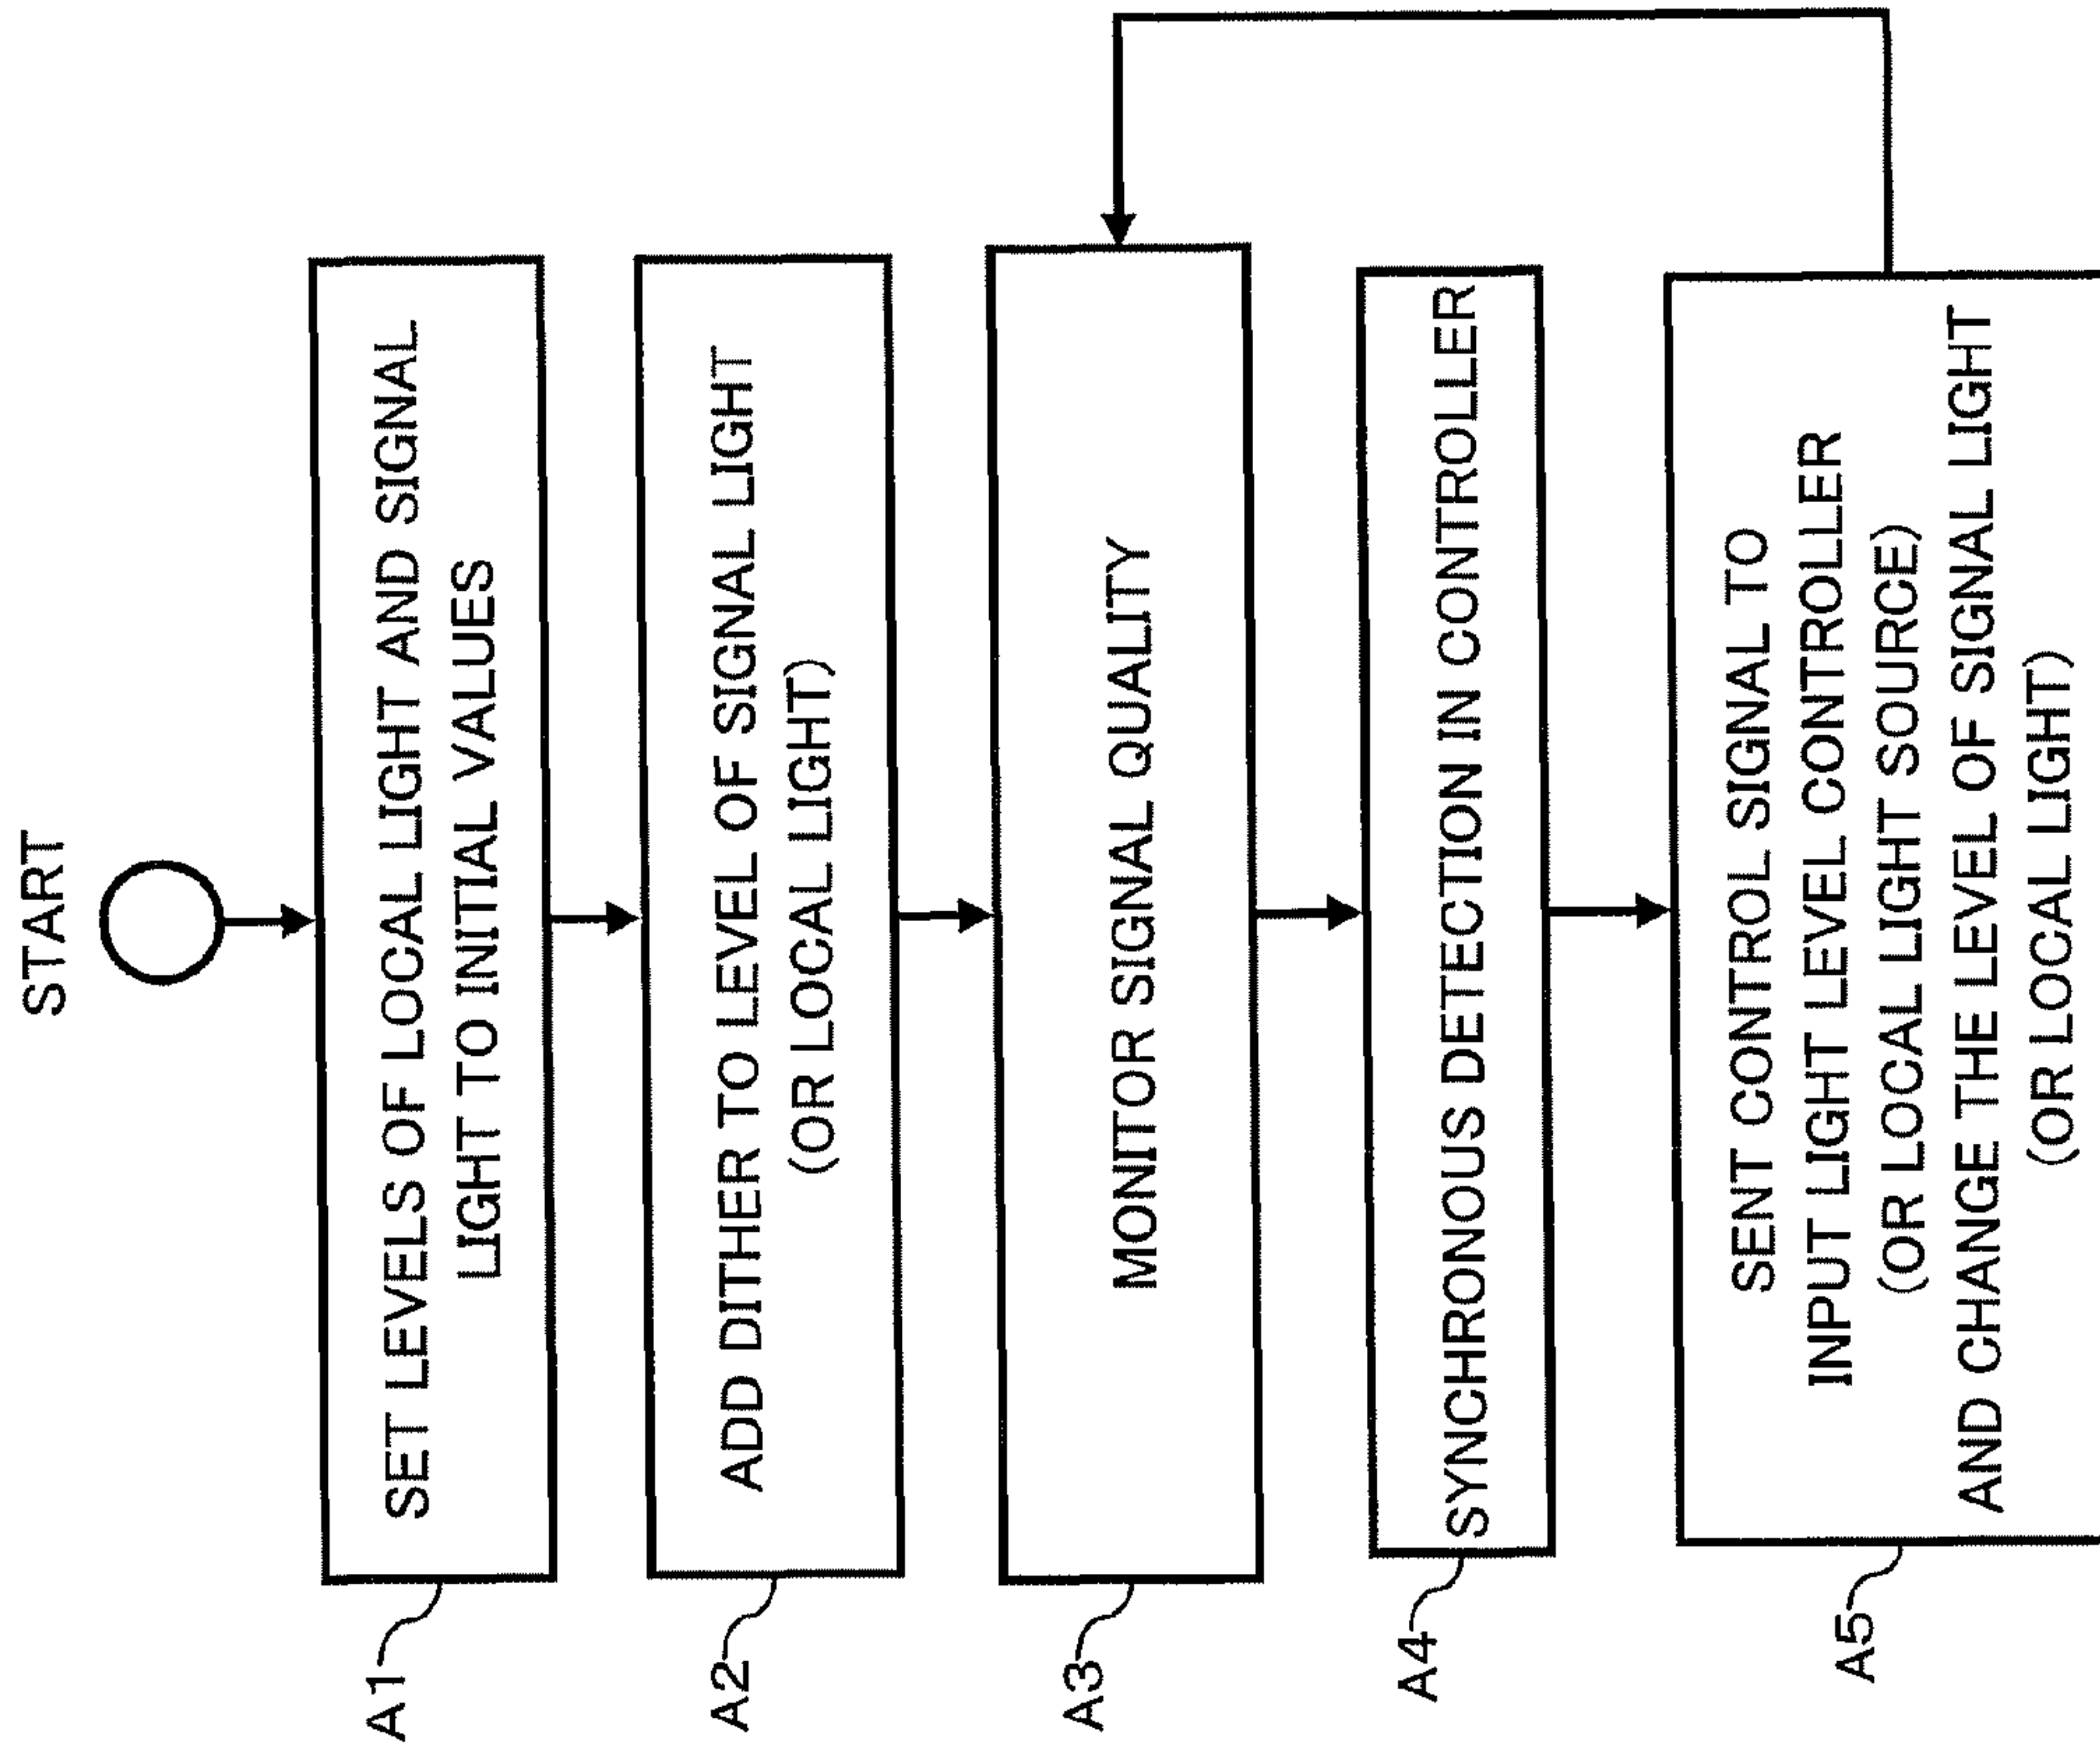 START
A1
SET LEVELS OF LOCAL LIGHT AND SIGNAL
LIGHT TO INITIAL VALUES
A2
ADD DITHER TO LEVEL OF SIGNAL LIGHT
(OR LOCAL LIGHT)
A3
MONITOR SIGNAL QUALITY
A4
SYNCHRONOUS DETECTION IN CONTROLLER
A5
SENT CONTROL SIGNAL TO
INPUT LIGHT LEVEL CONTROLLER
(OR LOCAL LIGHT SOURCE)
AND CHANGE THE LEVEL OF SIGNAL LIGHT
(OR LOCAL LIGHT)